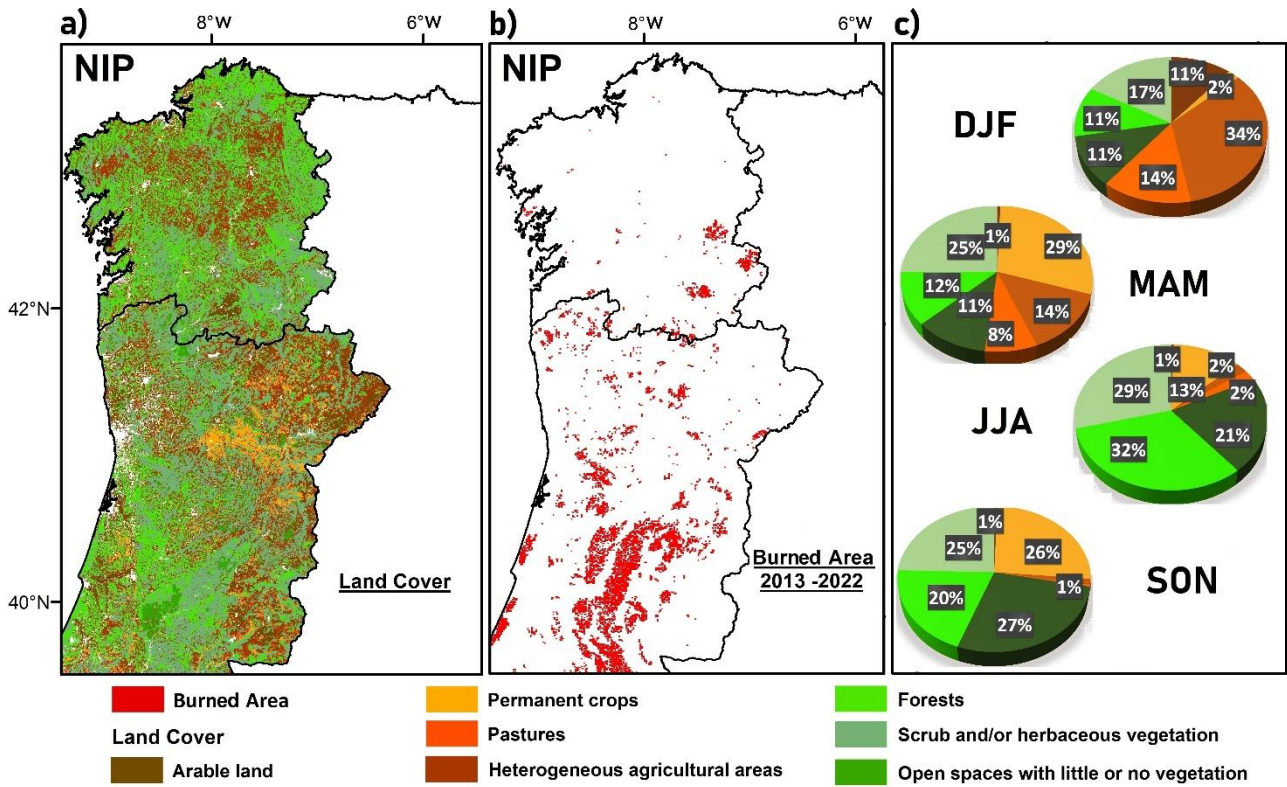 a)
8°W
6°W
b)
8°W
6°W
c)
NIP
NIP
42°N
40°N
Land Cover
Burned Area
2013 -2022
DJF
11%
2%
34%
14%
11%
11%
17%
MAM
1%
29%
14%
8%
11%
12%
25%
JJA
1%
13%
2%
2%
21%
32%
29%
SON
1%
26%
1%
27%
20%
25%
Burned Area
Land Cover
Arable land
Permanent crops
Pastures
Heterogeneous agricultural areas
Forests
Scrub and/or herbaceous vegetation
Open spaces with little or no vegetation